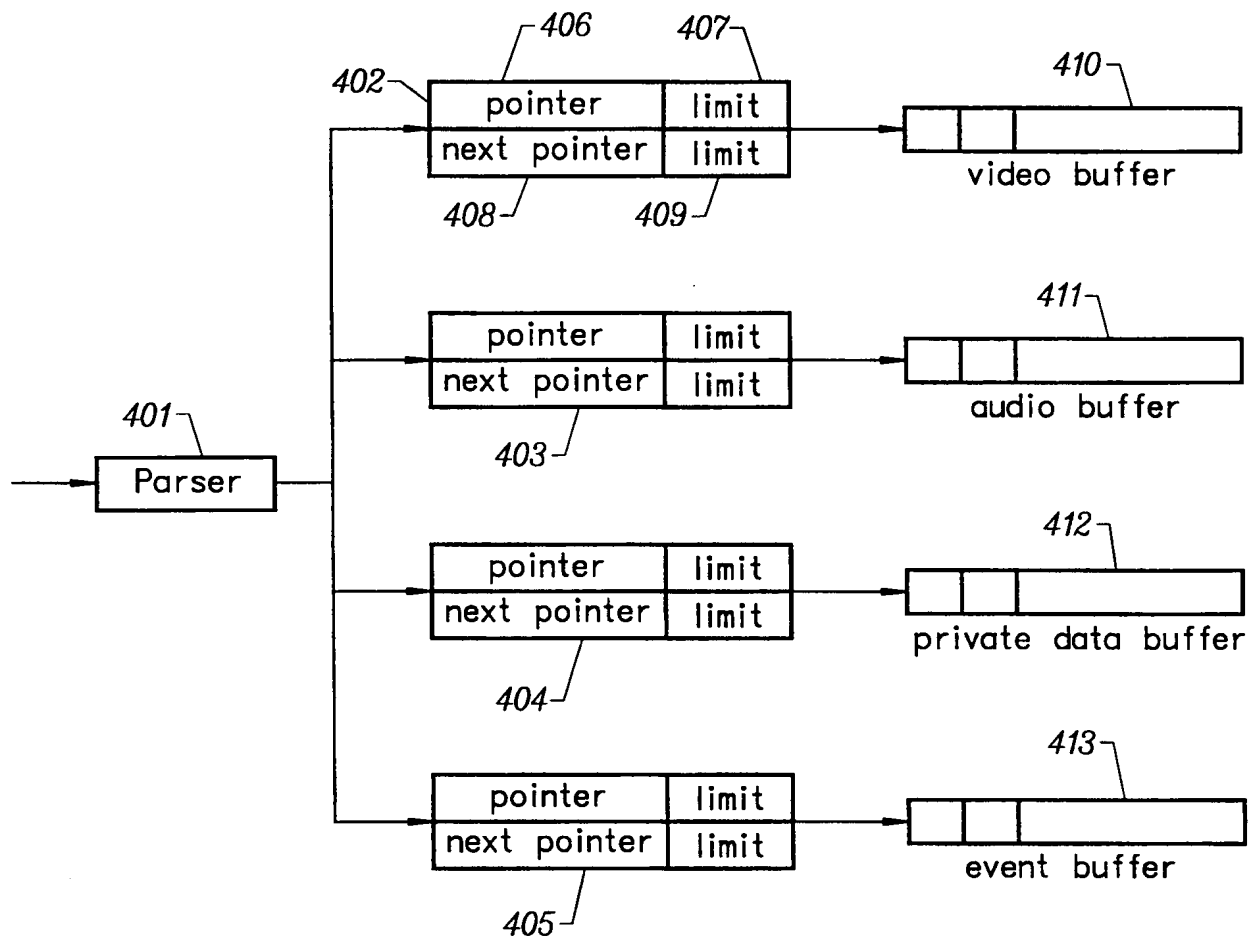 406
407
410
402
pointer
limit
next pointer
limit
video buffer
408
409
411
pointer
limit
next pointer
limit
audio buffer
401
403
Parser
412
pointer
limit
next pointer
limit
private data buffer
404
413
pointer
limit
next pointer
limit
event buffer
405